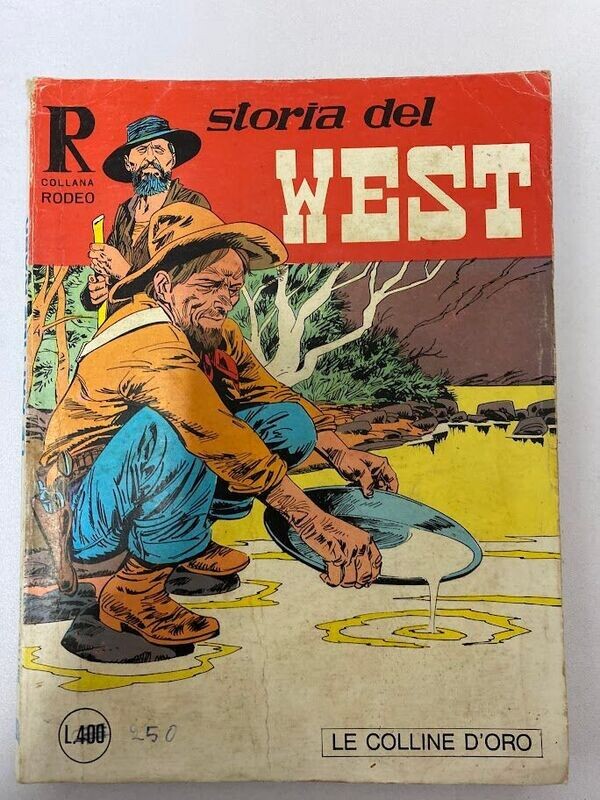 R
COLLANA
RODEO
storia del
WEST
L.400
250
LE COLLINE D'ORO